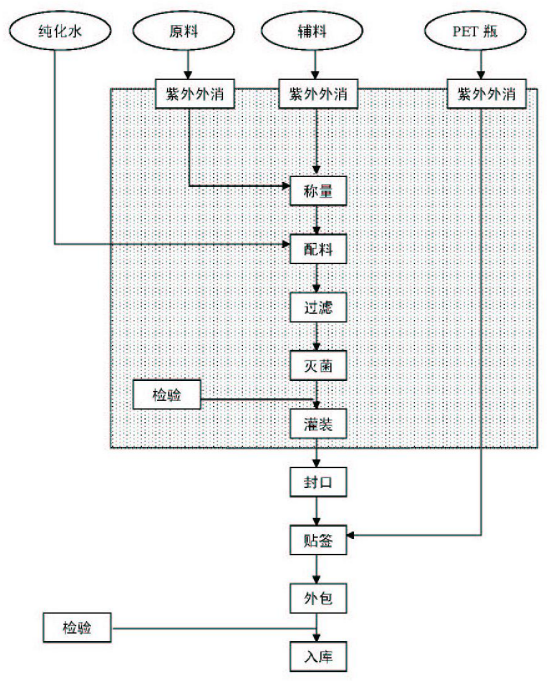 纯化水
原料
辅料
PET 瓶
紫外外消
紫外外消
紫外外消
称量
配料
过滤
灭菌
检验
灌装
封口
贴签
外包
检验
入库